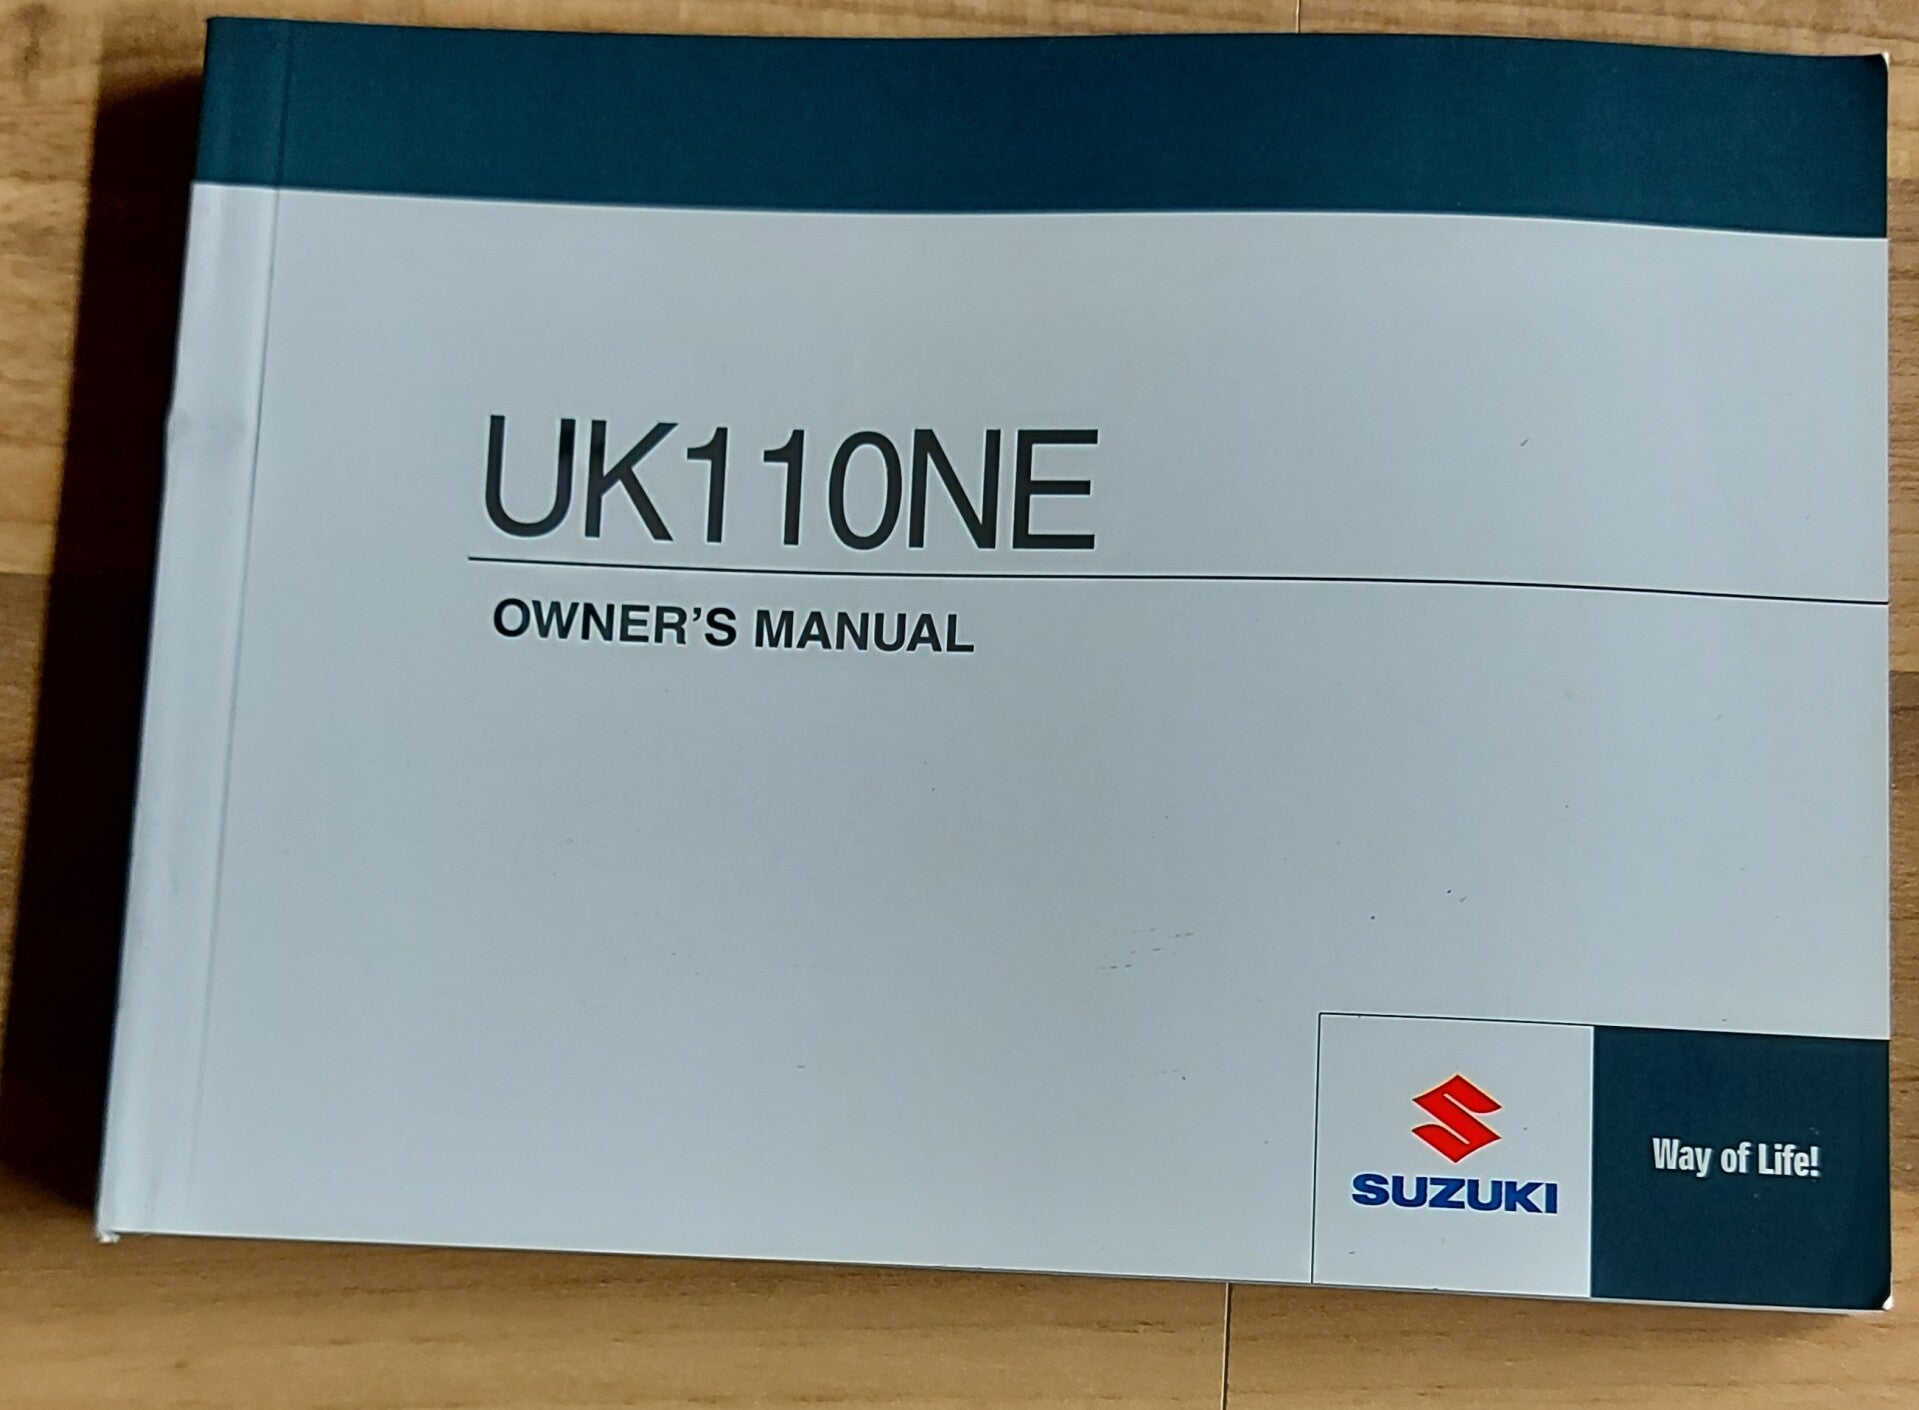 UK110NE
OWNER’S MANUAL
SUZUKI
Way of Life!